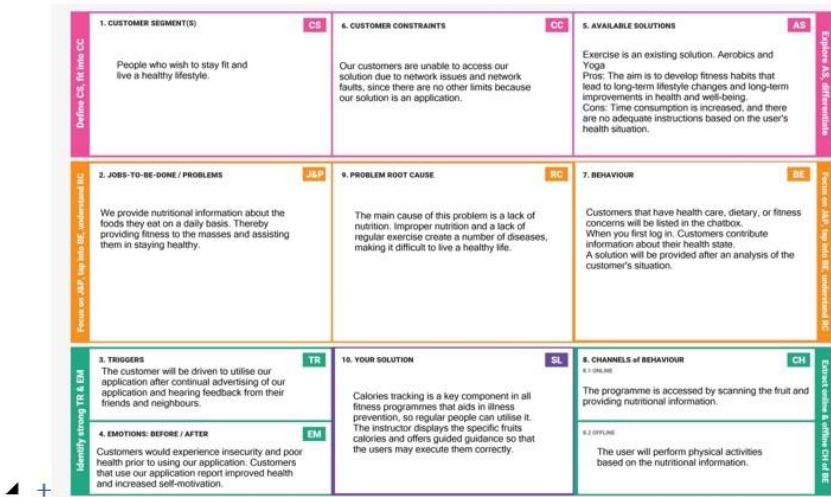 Define CS, fit into CC
1. CUSTOMER SEGMENT(S)
CS
People who wish to stay fit and
live a healthy lifestyle.
6. CUSTOMER CONSTRAINTS
CC
Our customers are unable to access our
solution due to network issues and network
faults, since there are no other limits because
our solution is an application.
5. AVAILABLE SOLUTIONS
AS
Exercise is an existing solution. Aerobics and
Yoga
Pros: The aim is to develop fitness habits that
lead to long-term lifestyle changes and long-term
improvements in health and well-being.
Cons: Time consumption is increased, and there
are no adequate instructions based on the user's
health situation.
Explore AS, differentiate
Focus on J&P, tap into BE, understand RC
2. JOBS-TO-BE-DONE / PROBLEMS
J&P
We provide nutritional information about the
foods they eat on a daily basis. Thereby
providing fitness to the masses and assisting
them in staying healthy.
9. PROBLEM ROOT CAUSE
RC
The main cause of this problem is a lack of
nutrition. Improper nutrition and a lack of
regular exercise create a number of diseases,
making it difficult to live a healthy life.
7. BEHAVIOUR
BE
Customers that have health care, dietary, or fitness
concerns will be listed in the chatbox.
When you first log in. Customers contribute
information about their health state.
A solution will be provided after an analysis of the
customer's situation.
Focus on J&P, tap into BE, understand RC
Identify strong TR & EM
3. TRIGGERS
TR
The customer will be driven to utilise our
application after continual advertising of our
application and hearing feedback from their
friends and neighbours.
4. EMOTIONS: BEFORE / AFTER
EM
Customers would experience insecurity and poor
health prior to using our application. Customers
that use our application report improved health
and increased self-motivation.
10. YOUR SOLUTION
SL
Calories tracking is a key component in all
fitness programmes that aids in illness
prevention, so regular people can utilise it.
The instructor displays the specific fruits
calories and offers guided guidance so that
the users may execute them correctly.
8. CHANNELS of BEHAVIOUR
CH
8.1 ONLINE
The programme is accessed by scanning the fruit and
providing nutritional information.
8.2 OFFLINE
The user will perform physical activities
based on the nutritional information.
Extract online & offline CH of BE